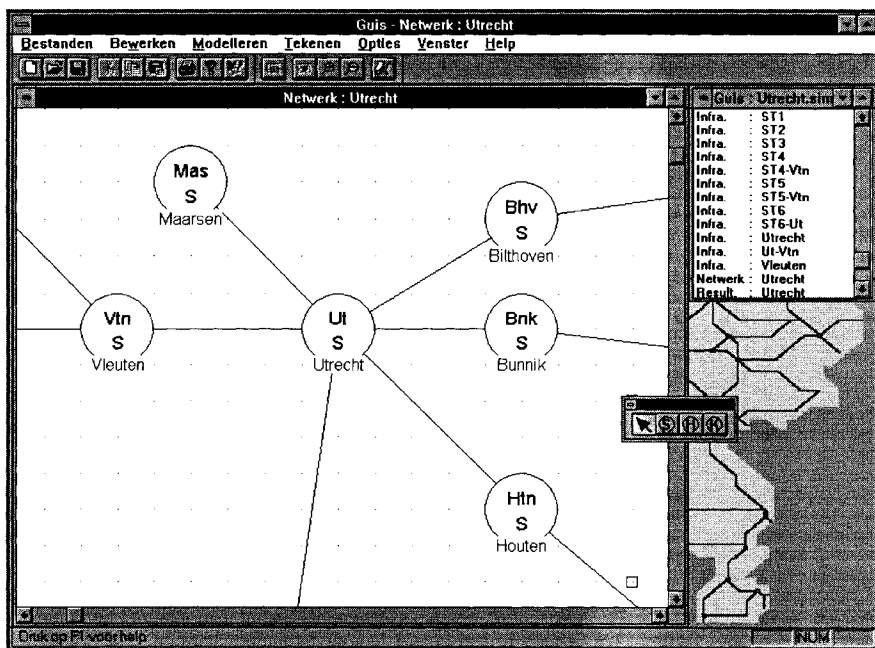 Guis - Netwerk : Utrecht
Bestanden Bewerken Modelleren Tekenen Opties Venster Help
Netwerk : Utrecht
Guis : Utrecht.sim
Mas
S
Maarsen
Bhv
S
Bilthoven
Vtn
S
Vleuten
Ut
S
Utrecht
Bnk
S
Bunnik
Htn
S
Houten
Infra. : ST1
Infra. : ST2
Infra. : ST3
Infra. : ST4
Infra. : ST4-Vtn
Infra. : ST5
Infra. : ST5-Vtn
Infra. : ST6
Infra. : ST6-Ut
Infra. : Utrecht
Infra. : Ut-Vtn
Infra. : Vleuten
Netwerk : Utrecht
Result. : Utrecht
S H K
Druk op F1 voor help
NUM